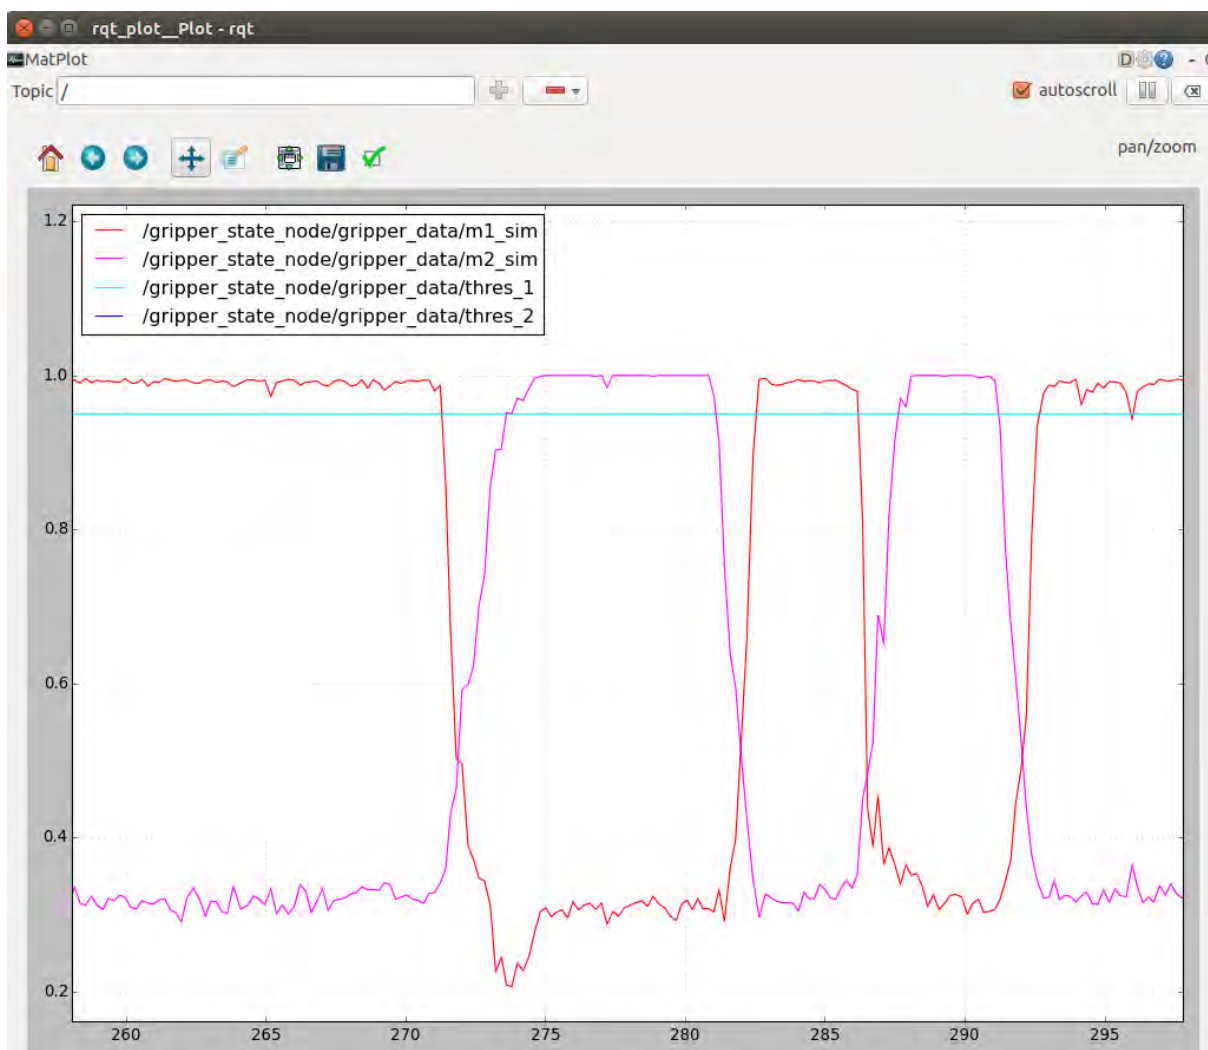 rqt_plot__Plot - rqt
MatPlot
D
-
Topic /
autoscroll
pan/zoom
1.2
/gripper_state_node/gripper_data/m1_sim
/gripper_state_node/gripper_data/m2_sim
/gripper_state_node/gripper_data/thres_1
/gripper_state_node/gripper_data/thres_2
1.0
0.8
0.6
0.4
0.2
260 265 270 275 280 285 290 295